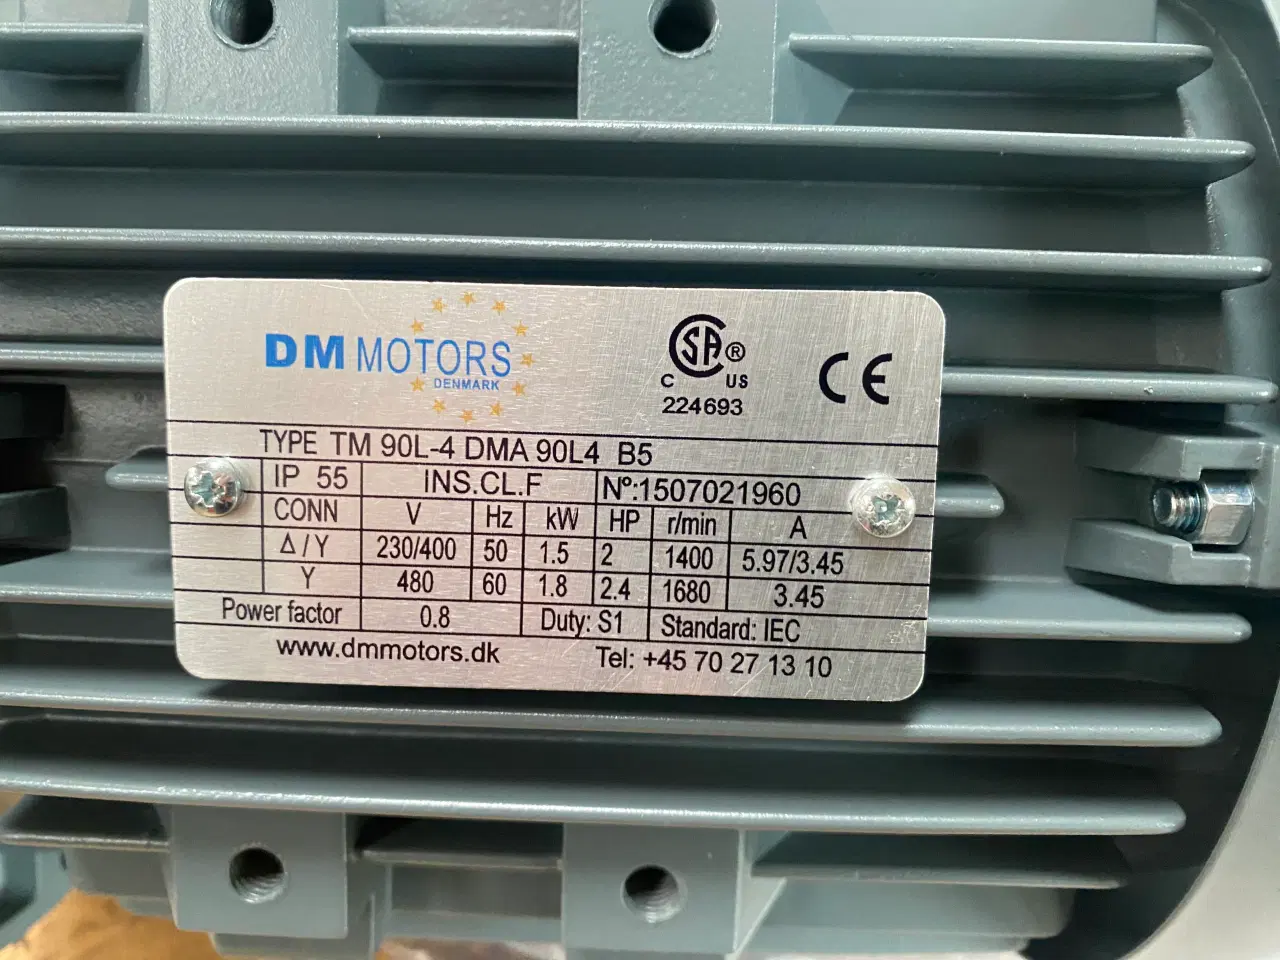 DM MOTORS
DENMARK
CSA®
C US
224693
CE
TYPE TM 90L-4 DMA 90L4 B5
IP 55 INS.CL.F Nº:1507021960
CONN V Hz kW HP r/min A
Δ/Y 230/400 50 1.5 2 1400 5.97/3.45
Y 480 60 1.8 2.4 1680 3.45
Power factor 0.8 Duty: S1 Standard: IEC
www.dmmotors.dk Tel: +45 70 27 13 10